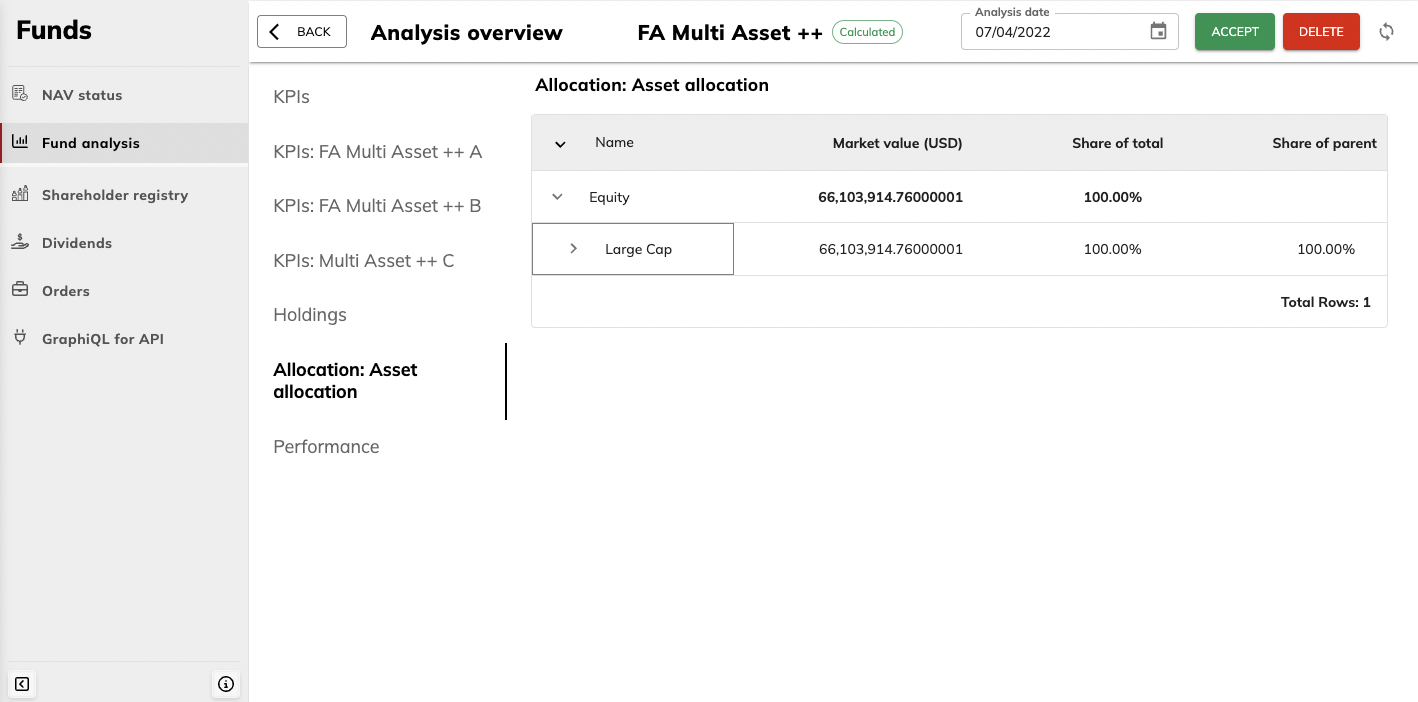 Funds
NAV status
Fund analysis
Shareholder registry
Dividends
Orders
GraphiQL for API
BACK
Analysis overview
FA Multi Asset ++
Calculated
Analysis date
07/04/2022
ACCEPT
DELETE
KPIs
KPIs: FA Multi Asset ++ A
KPIs: FA Multi Asset ++ B
KPIs: Multi Asset ++ C
Holdings
Allocation: Asset
allocation
Performance
Allocation: Asset allocation
Name Market value (USD) Share of total Share of parent
Equity 66,103,914.76000001 100.00%
Large Cap 66,103,914.76000001 100.00% 100.00%
Total Rows: 1